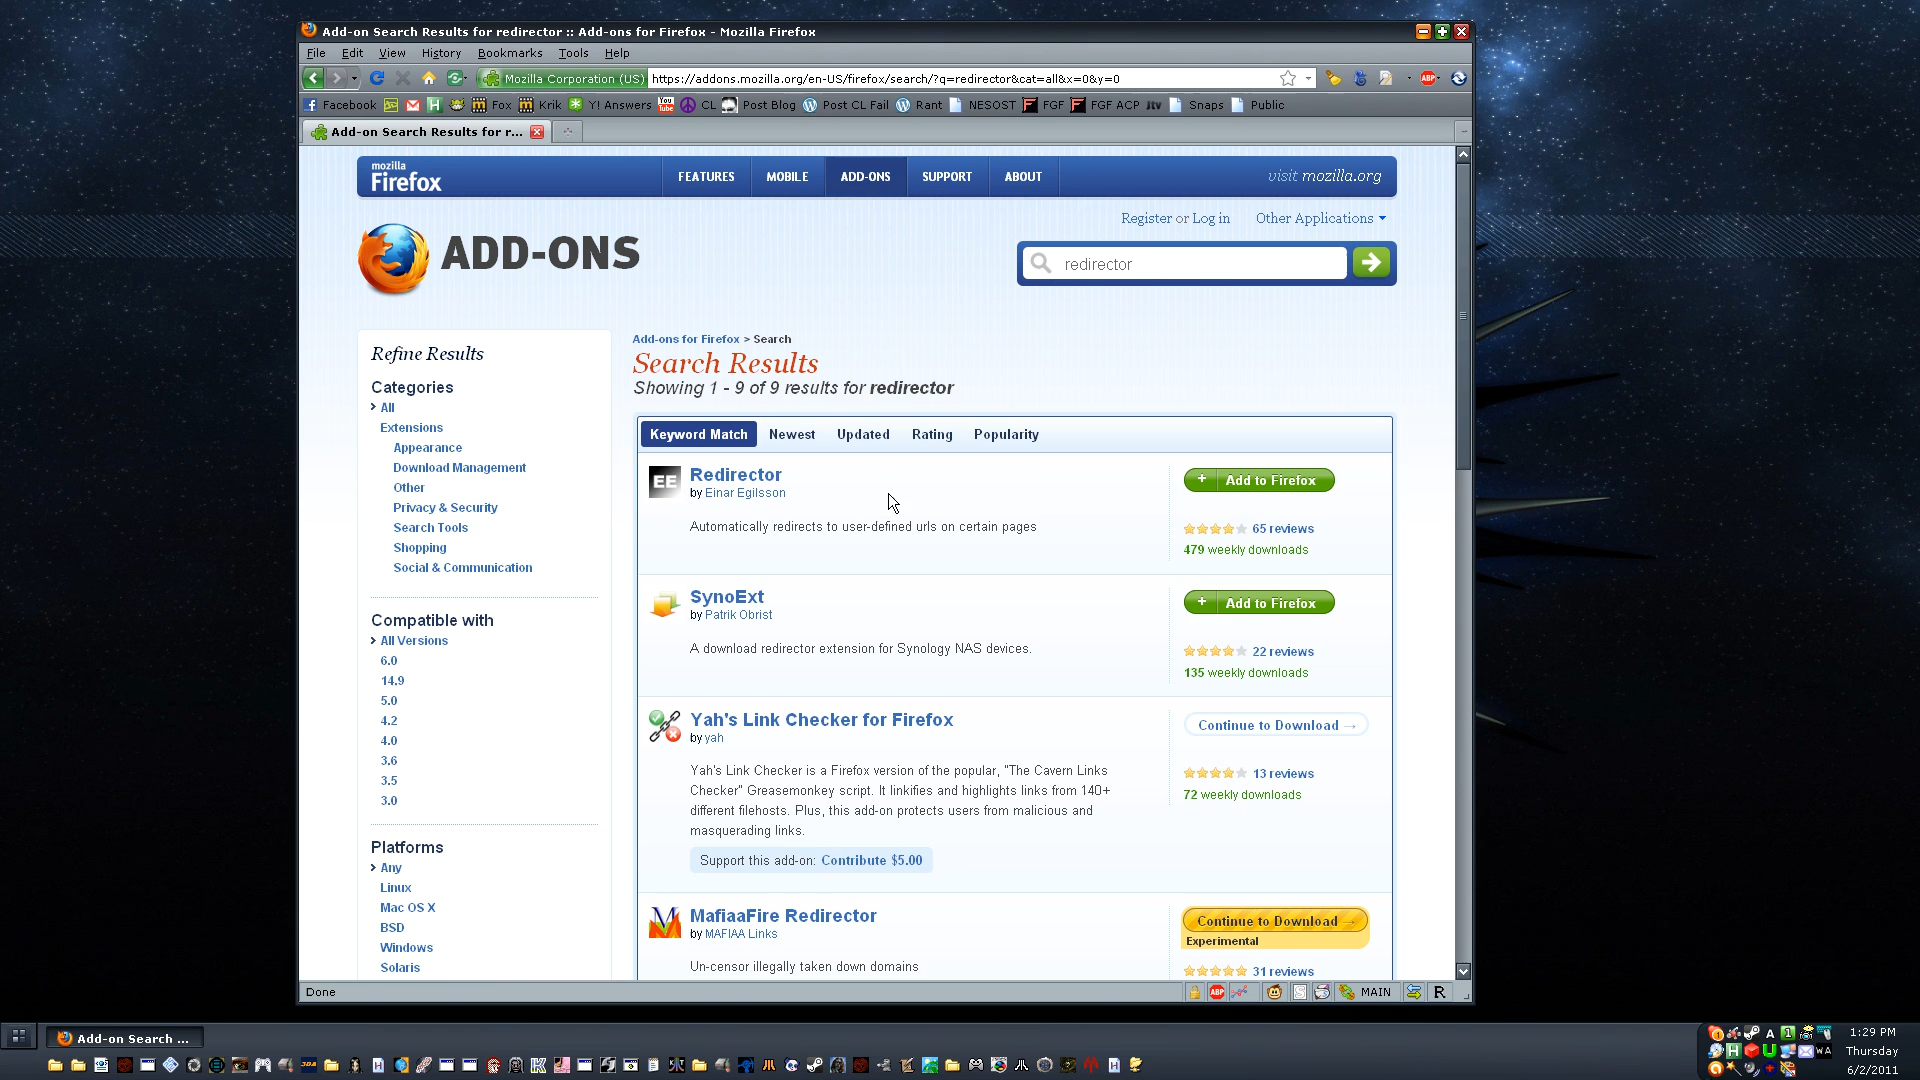 Add-on Search Results for redirector :: Add-ons for Firefox - Mozilla Firefox
File Edit View History Bookmarks Tools Help
Mozilla Corporation (US) https://addons.mozilla.org/en-US/firefox/search/?q=redirector&cat=all&x=0&y=0 ABP
Facebook H Fox Krik Y! Answers You Tube CL Post Blog Post CL Fail Rant NESOST FGF FGF ACP jtv Snaps Public
Add-on Search Results for r...
mozilla
Firefox
FEATURES MOBILE ADD-ONS SUPPORT ABOUT visit mozilla.org
Register or Log in Other Applications
ADD-ONS
redirector
Refine Results
Categories
All
Extensions
Appearance
Download Management
Other
Privacy & Security
Search Tools
Shopping
Social & Communication
Compatible with
All Versions
6.0
14.9
5.0
4.2
4.0
3.6
3.5
3.0
Platforms
Any
Linux
Mac OS X
BSD
Windows
Solaris
Add-ons for Firefox > Search
Search Results
Showing 1 - 9 of 9 results for redirector
Keyword Match Newest Updated Rating Popularity
EE
Redirector
by Einar Egilsson
Automatically redirects to user-defined urls on certain pages
+ Add to Firefox
65 reviews
479 weekly downloads
SynoExt
by Patrik Obrist
A download redirector extension for Synology NAS devices.
+ Add to Firefox
22 reviews
135 weekly downloads
Yah's Link Checker for Firefox
by yah
Yah's Link Checker is a Firefox version of the popular, "The Cavern Links
Checker" Greasemonkey script. It linkifies and highlights links from 140+
different filehosts. Plus, this add-on protects users from malicious and
masquerading links.
Support this add-on: Contribute $5.00
Continue to Download →
13 reviews
72 weekly downloads
MafiaaFire Redirector
by MAFIAA Links
Un-censor illegally taken down domains
Continue to Download →
Experimental
31 reviews
Done ABP MAIN R
Add-on Search ...
1:29 PM
Thursday
6/2/2011